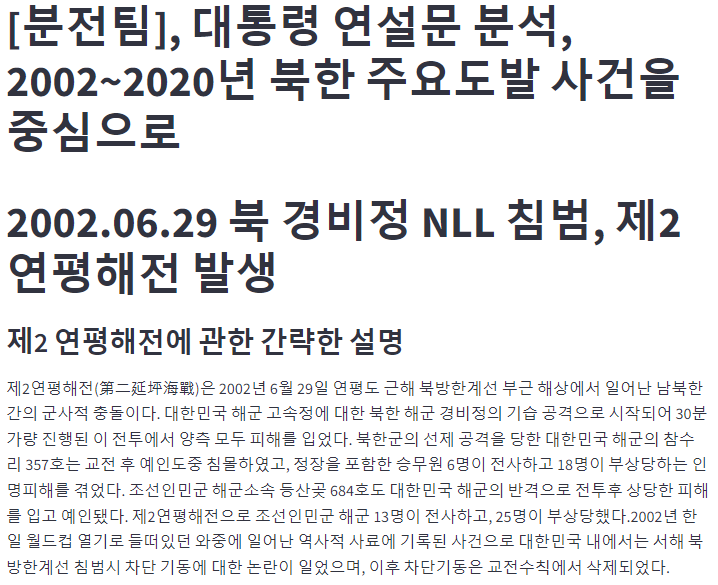 [분전팀], 대통령 연설문 분석,
2002~2020년 북한 주요도발 사건을
중심으로
2002.06.29 북 경비정 NLL 침범, 제2
연평해전 발생
제2 연평해전에 관한 간략한 설명
제2연평해전(第二延坪海戰)은 2002년 6월 29일 연평도 근해 북방한계선 부근 해상에서 일어난 남북한
간의 군사적 충돌이다. 대한민국 해군 고속정에 대한 북한 해군 경비정의 기습 공격으로 시작되어 30분
가량 진행된 이 전투에서 양측 모두 피해를 입었다. 북한군의 선제 공격을 당한 대한민국 해군의 참수
리 357호는 교전 후 예인도중 침몰하였고, 정장을 포함한 승무원 6명이 전사하고 18명이 부상당하는 인
명피해를 겪었다. 조선인민군 해군소속 등산곶 684호도 대한민국 해군의 반격으로 전투후 상당한 피해
를 입고 예인됐다. 제2연평해전으로 조선인민군 해군 13명이 전사하고, 25명이 부상당했다.2002년 한
일 월드컵 열기로 들떠있던 와중에 일어난 역사적 사료에 기록된 사건으로 대한민국 내에서는 서해 북
방한계선 침범시 차단 기동에 대한 논란이 일었으며, 이후 차단기동은 교전수칙에서 삭제되었다.